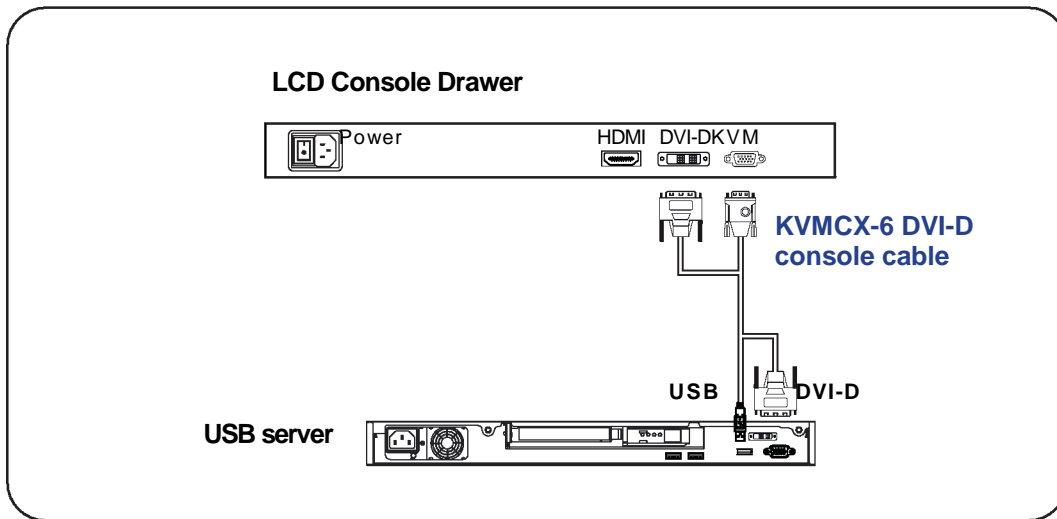 LCD Console Drawer
Power HDMI DVI-D KVM
KVMCX-6 DVI-D
console cable
USB DVI-D
USB server